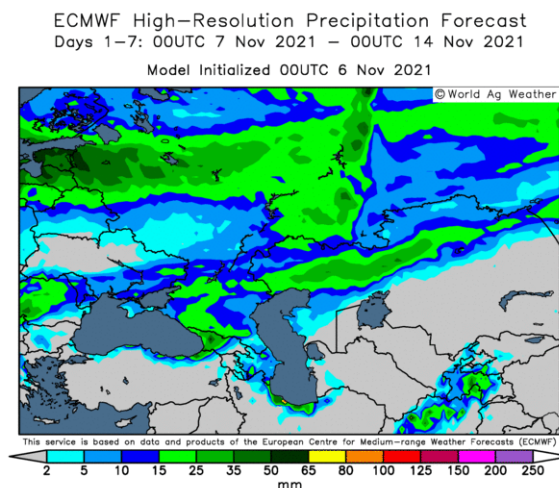 ECMWF High-Resolution Precipitation Forecast
Days 1-7: 00UTC 7 Nov 2021 - 00UTC 14 Nov 2021
Model Initialized 00UTC 6 Nov 2021
© World Ag Weather
This service is based on data and products of the European Centre for Medium-range Weather Forecasts (ECMWF)
2 5 10 15 25 35 50 65 80 100 125 150 200 250
mm